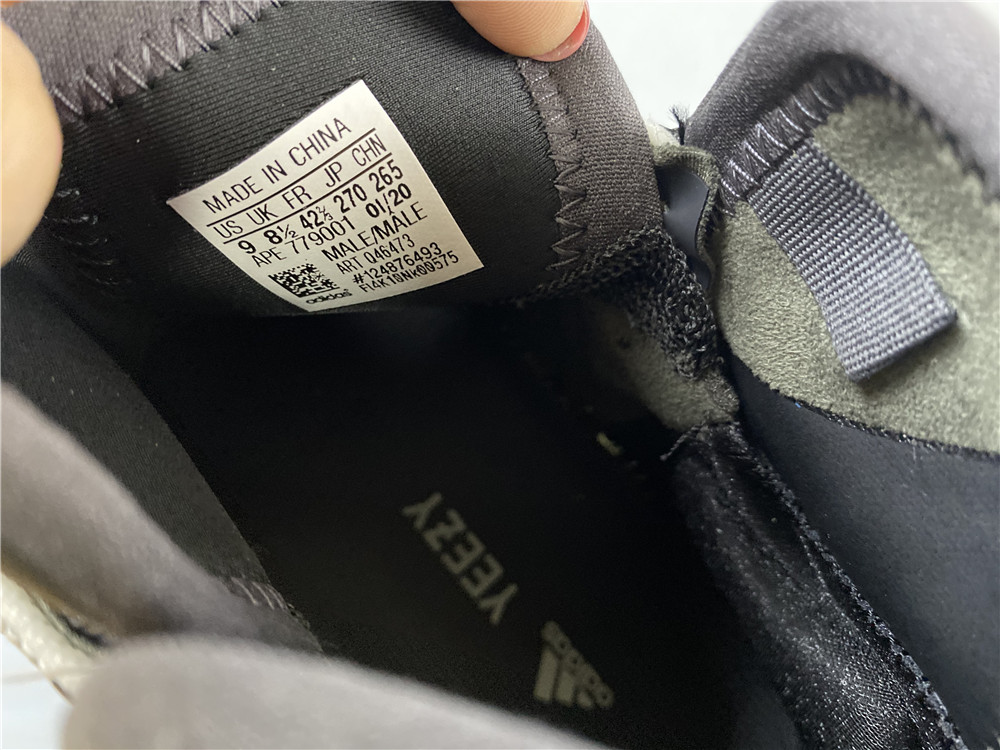 MADE IN CHINA
US UK FR JP CHN
9 8½ 42⅔ 270 265
APE 779001 01/20
MALE/MALE
ART Q46473
#124876493
FI4K10NK00575
adidas
YEEZY
adidas